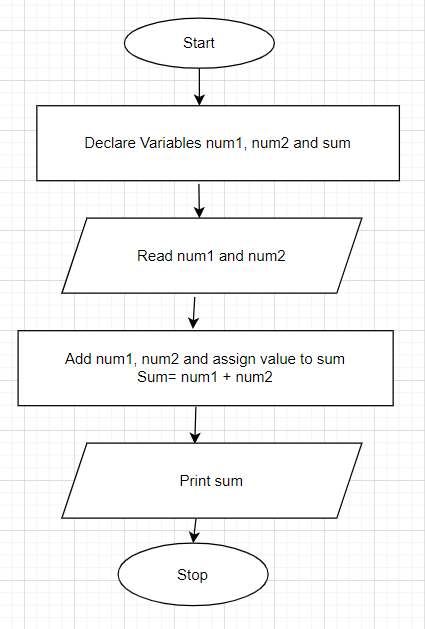 Start
Declare Variables num1, num2 and sum
Read num1 and num2
Add num1, num2 and assign value to sum
Sum= num1 + num2
Print sum
Stop